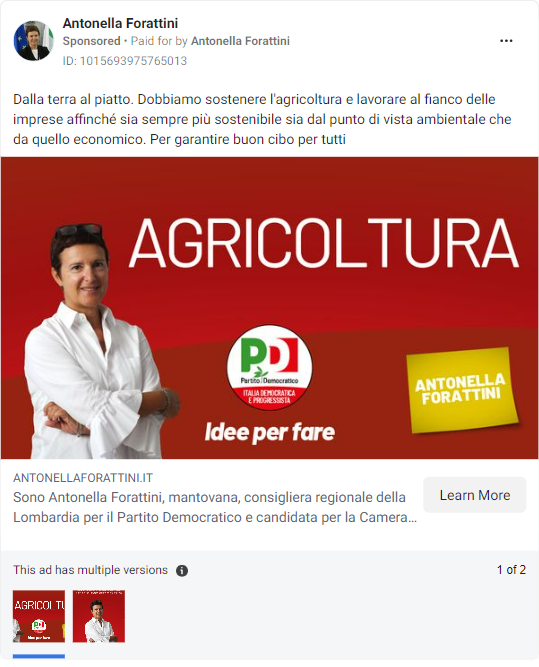 Antonella Forattini
Sponsored • Paid for by Antonella Forattini
ID: 1015693975765013
Dalla terra al piatto. Dobbiamo sostenere l'agricoltura e lavorare al fianco delle
imprese affinché sia sempre più sostenibile sia dal punto di vista ambientale che
da quello economico. Per garantire buon cibo per tutti
AGRICOLTURA
PD
Partito Democratico
ITALIA DEMOCRATICA
E PROGRESSISTA
Idee per fare
ANTONELLA
FORATTINI
ANTONELLAFORATTINI.IT
Sono Antonella Forattini, mantovana, consigliera regionale della
Lombardia per il Partito Democratico e candidata per la Camera...
Learn More
This ad has multiple versions
1 of 2
AGRICOLTU
Idee per fare